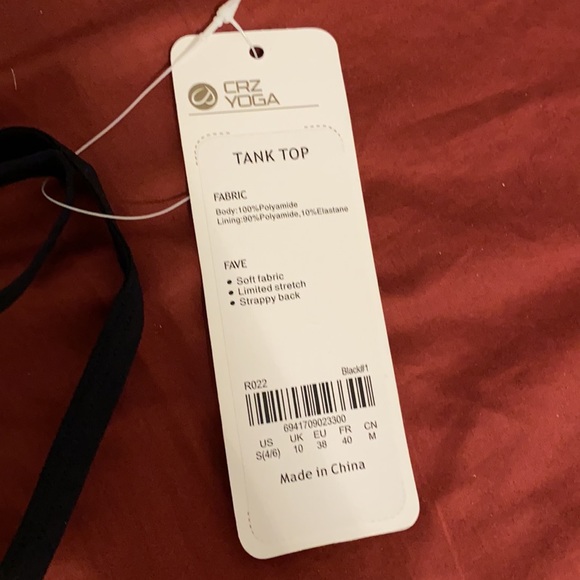 CRZ
YOGA
TANK TOP
FABRIC
Body:100%Polyamide
Lining:90%Polyamide,10%Elastane
FAVE
• Soft fabric
• Limited stretch
• Strappy back
R022 Black#1
6941709023300
US UK EU FR CN
S(4/6) 10 38 40 M
Made in China